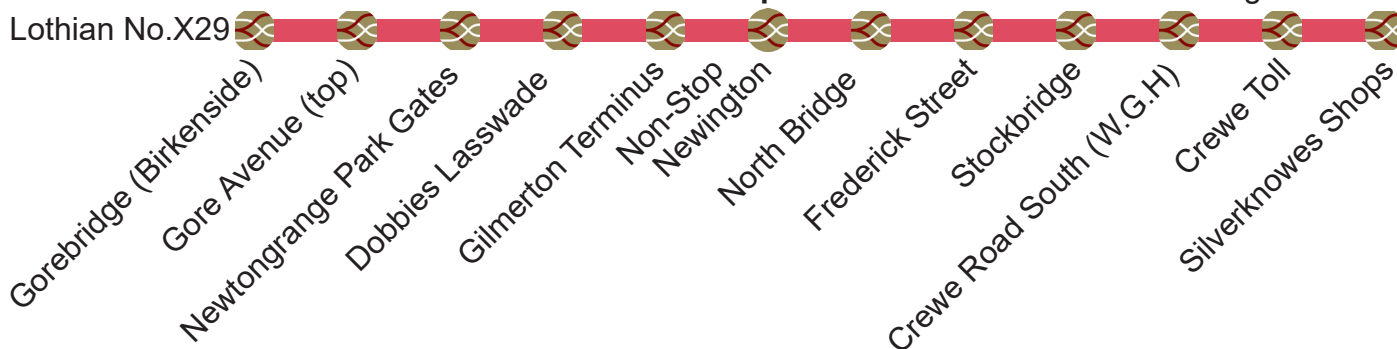 Lothian No.X29
Gorebridge (Birkenside)
Gore Avenue (top)
Newtongrange Park Gates
Dobbies Lasswade
Gilmerton Terminus
Non-Stop
Newington
North Bridge
Frederick Street
Stockbridge
Crewe Road South (W.G.H)
Crewe Toll
Silverknowes Shops